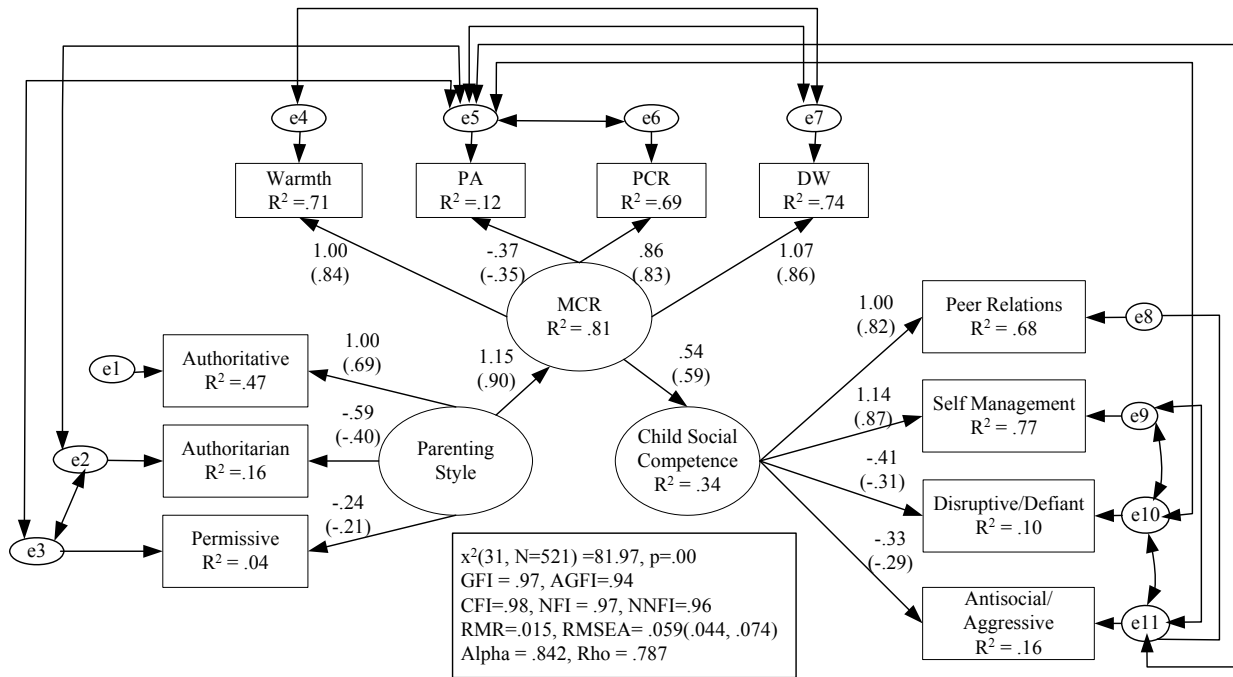 e4
e5
e6
e7
Warmth
R² =.71
PA
R² =.12
PCR
R² =.69
DW
R² =.74
1.00
(.84)
-.37
(-.35)
.86
(.83)
1.07
(.86)
MCR
R² = .81
e1
Authoritative
R² =.47
1.00
(.69)
1.15
(.90)
.54
(.59)
e2
Authoritarian
R² =.16
-.59
(-.40)
Parenting
Style
e3
Permissive
R² = .04
-.24
(-.21)
Child Social
Competence
R² = .34
1.00
(.82)
Peer Relations
R² = .68
e8
1.14
(.87)
Self Management
R² = .77
e9
-.41
(-.31)
Disruptive/Defiant
R² = .10
e10
-.33
(-.29)
Antisocial/
Aggressive
R² = .16
e11
x²(31, N=521) =81.97, p=.00
GFI = .97, AGFI=.94
CFI=.98, NFI = .97, NNFI=.96
RMR=.015, RMSEA= .059(.044, .074)
Alpha = .842, Rho = .787